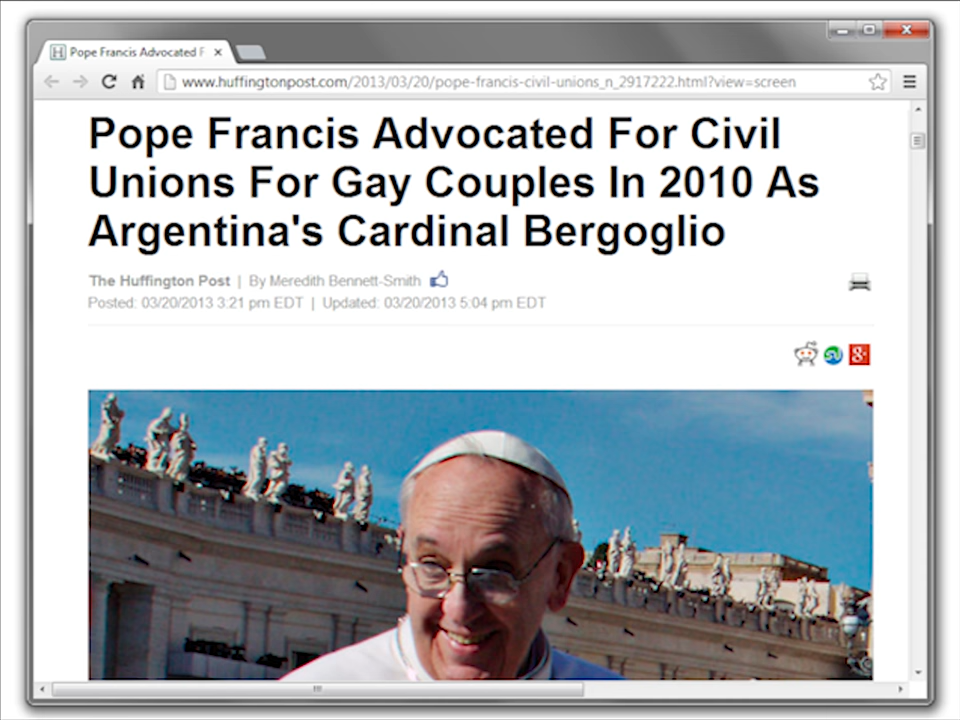 Pope Francis Advocated F
www.huffingtonpost.com/2013/03/20/pope-francis-civil-unions_n_2917222.html?view=screen
Pope Francis Advocated For Civil
Unions For Gay Couples In 2010 As
Argentina's Cardinal Bergoglio
The Huffington Post | By Meredith Bennett-Smith
Posted: 03/20/2013 3:21 pm EDT | Updated: 03/20/2013 5:04 pm EDT